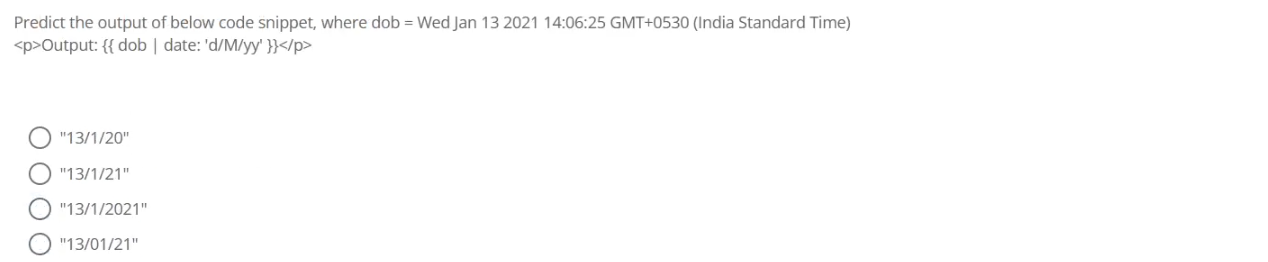 Predict the output of below code snippet, where dob = Wed Jan 13 2021 14:06:25 GMT+0530 (India Standard Time)
<p>Output: {{ dob | date: 'd/M/yy' }}</p>
"13/1/20"
"13/1/21"
"13/1/2021"
"13/01/21"